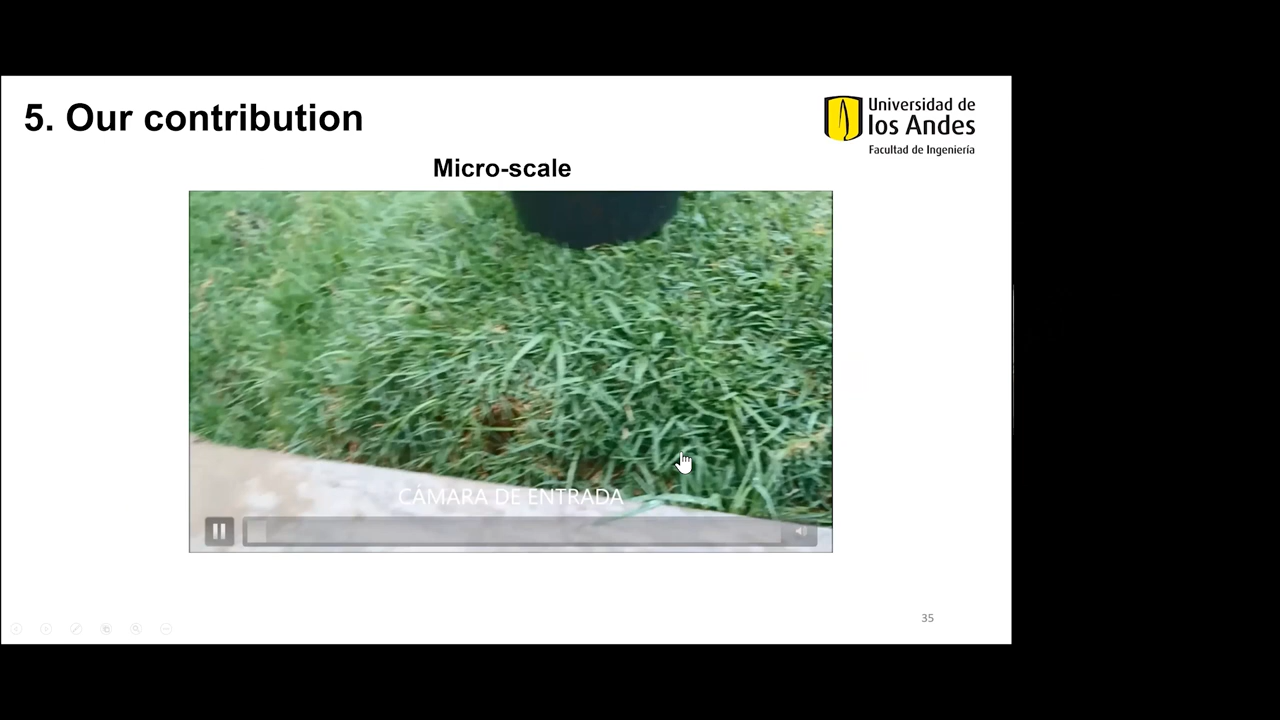 5. Our contribution
Universidad de
los Andes
Facultad de Ingeniería
Micro-scale
CÁMARA DE ENTRADA
35